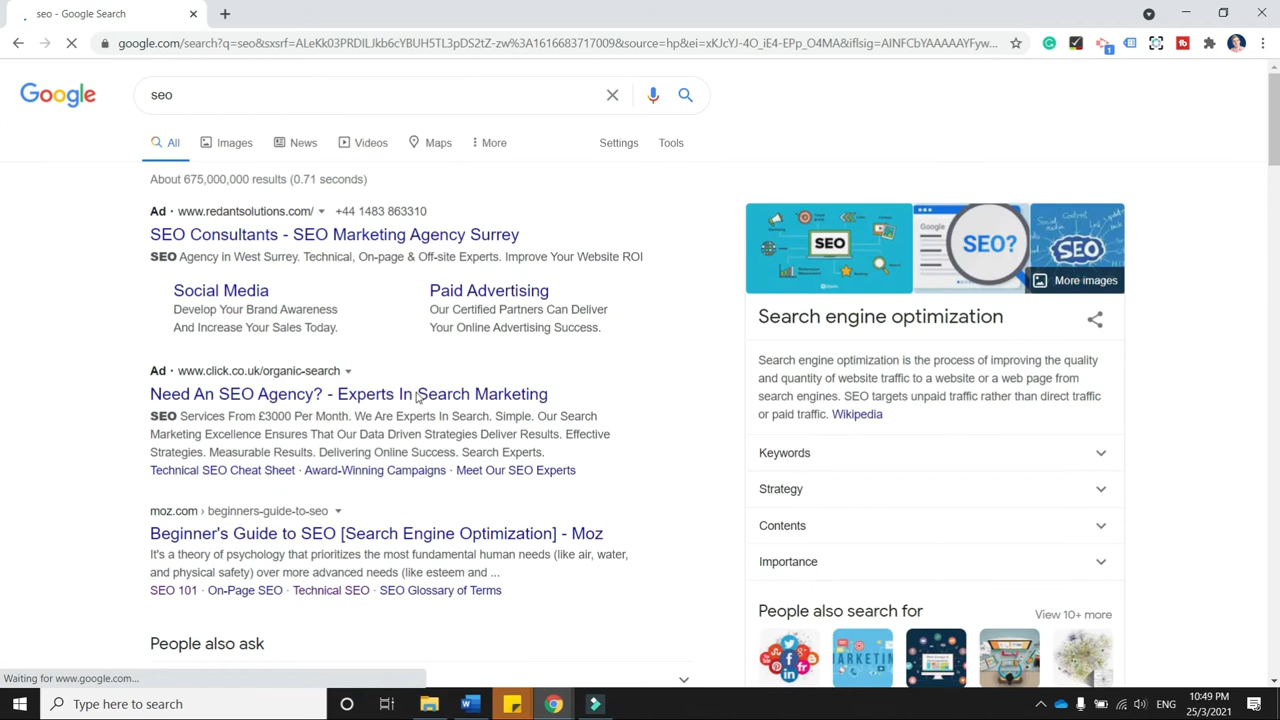 seo - Google Search
google.com/search?q=seo&sxsrf=ALeKk03PRDILJkb6cYBUH5TL3pDS2tZ-zw%3A1616683717009&source=hp&ei=xKJcYJ-4O_iE4-EPp_O4MA&iflsig=AINFCbYAAAAAYFyw...
1
Google
seo
All Images News Videos Maps More Settings Tools
About 675,000,000 results (0.71 seconds)
Ad · www.redantsolutions.com/ +44 1483 863310
SEO Consultants - SEO Marketing Agency Surrey
SEO Agency in West Surrey. Technical, On-page & Off-site Experts. Improve Your Website ROI
Social Media
Develop Your Brand Awareness
And Increase Your Sales Today.
Paid Advertising
Our Certified Partners Can Deliver
Your Online Advertising Success.
Ad · www.click.co.uk/organic-search
Need An SEO Agency? - Experts In Search Marketing
SEO Services From £3000 Per Month. We Are Experts In Search. Simple. Our Search
Marketing Excellence Ensures That Our Data Driven Strategies Deliver Results. Effective
Strategies. Measurable Results. Delivering Online Success. Search Experts.
Technical SEO Cheat Sheet · Award-Winning Campaigns · Meet Our SEO Experts
moz.com › beginners-guide-to-seo
Beginner's Guide to SEO [Search Engine Optimization] - Moz
It's a theory of psychology that prioritizes the most fundamental human needs (like air, water,
and physical safety) over more advanced needs (like esteem and ...
SEO 101 · On-Page SEO · Technical SEO · SEO Glossary of Terms
People also ask
SEO
Google
SEO?
Social Content
SEO
More images
Search engine optimization
Search engine optimization is the process of improving the quality
and quantity of website traffic to a website or a web page from
search engines. SEO targets unpaid traffic rather than direct traffic
or paid traffic. Wikipedia
Keywords
Strategy
Contents
Importance
People also search for View 10+ more
MARKETIN
Waiting for www.google.com...
Type here to search
ENG
10:49 PM
25/3/2021